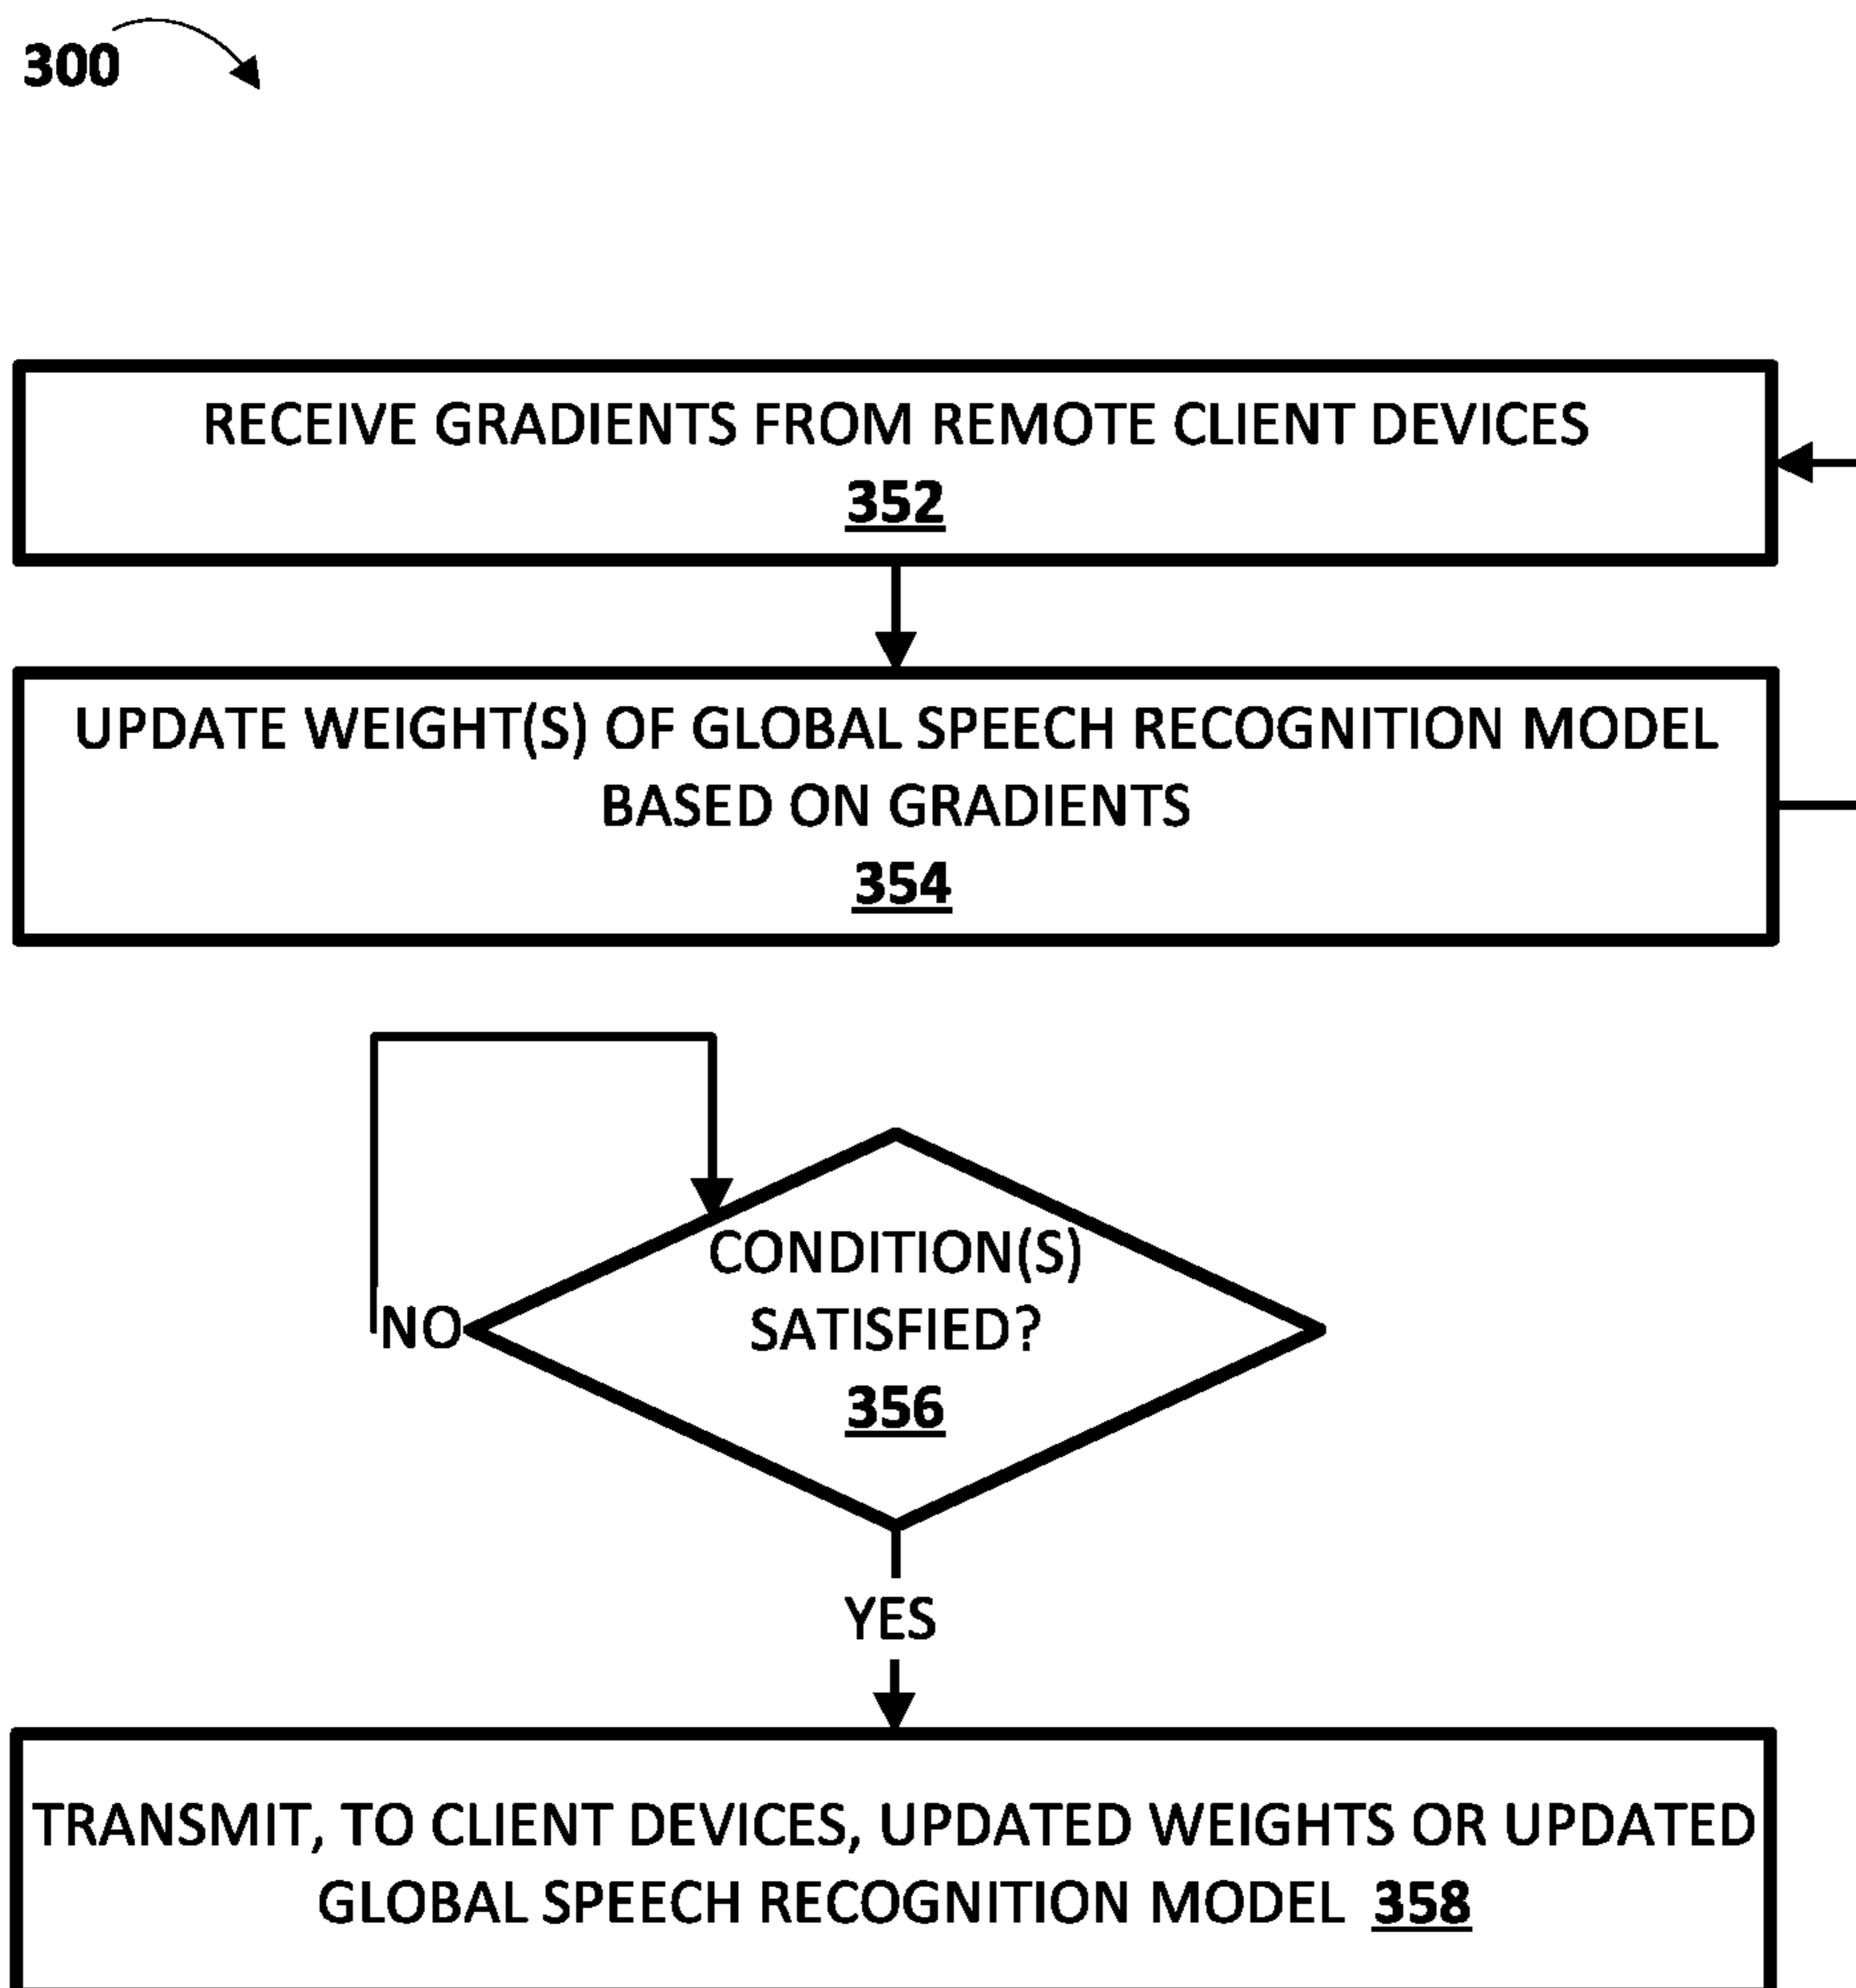 300
RECEIVE GRADIENTS FROM REMOTE CLIENT DEVICES
352
UPDATE WEIGHT(S) OF GLOBAL SPEECH RECOGNITION MODEL
BASED ON GRADIENTS
354
CONDITION(S)
SATISFIED?
356
NO
YES
TRANSMIT, TO CLIENT DEVICES, UPDATED WEIGHTS OR UPDATED
GLOBAL SPEECH RECOGNITION MODEL 358